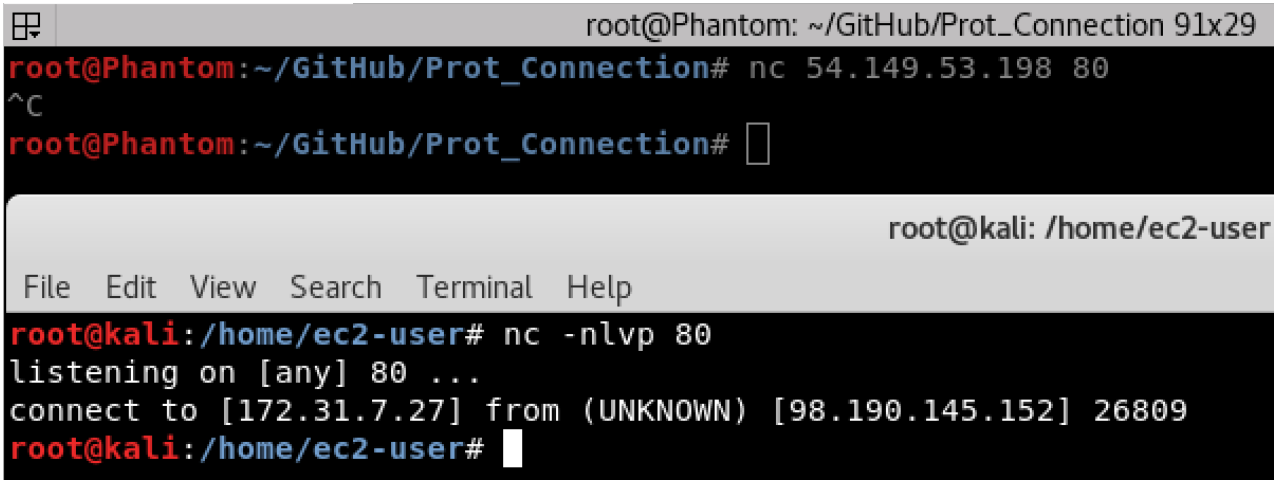 root@Phantom: ~/GitHub/Prot_Connection 91x29
root@Phantom:~/GitHub/Prot_Connection# nc 54.149.53.198 80
^C
root@Phantom:~/GitHub/Prot_Connection#
root@kali: /home/ec2-user
File Edit View Search Terminal Help
root@kali:/home/ec2-user# nc -nlvp 80
listening on [any] 80 ...
connect to [172.31.7.27] from (UNKNOWN) [98.190.145.152] 26809
root@kali:/home/ec2-user#